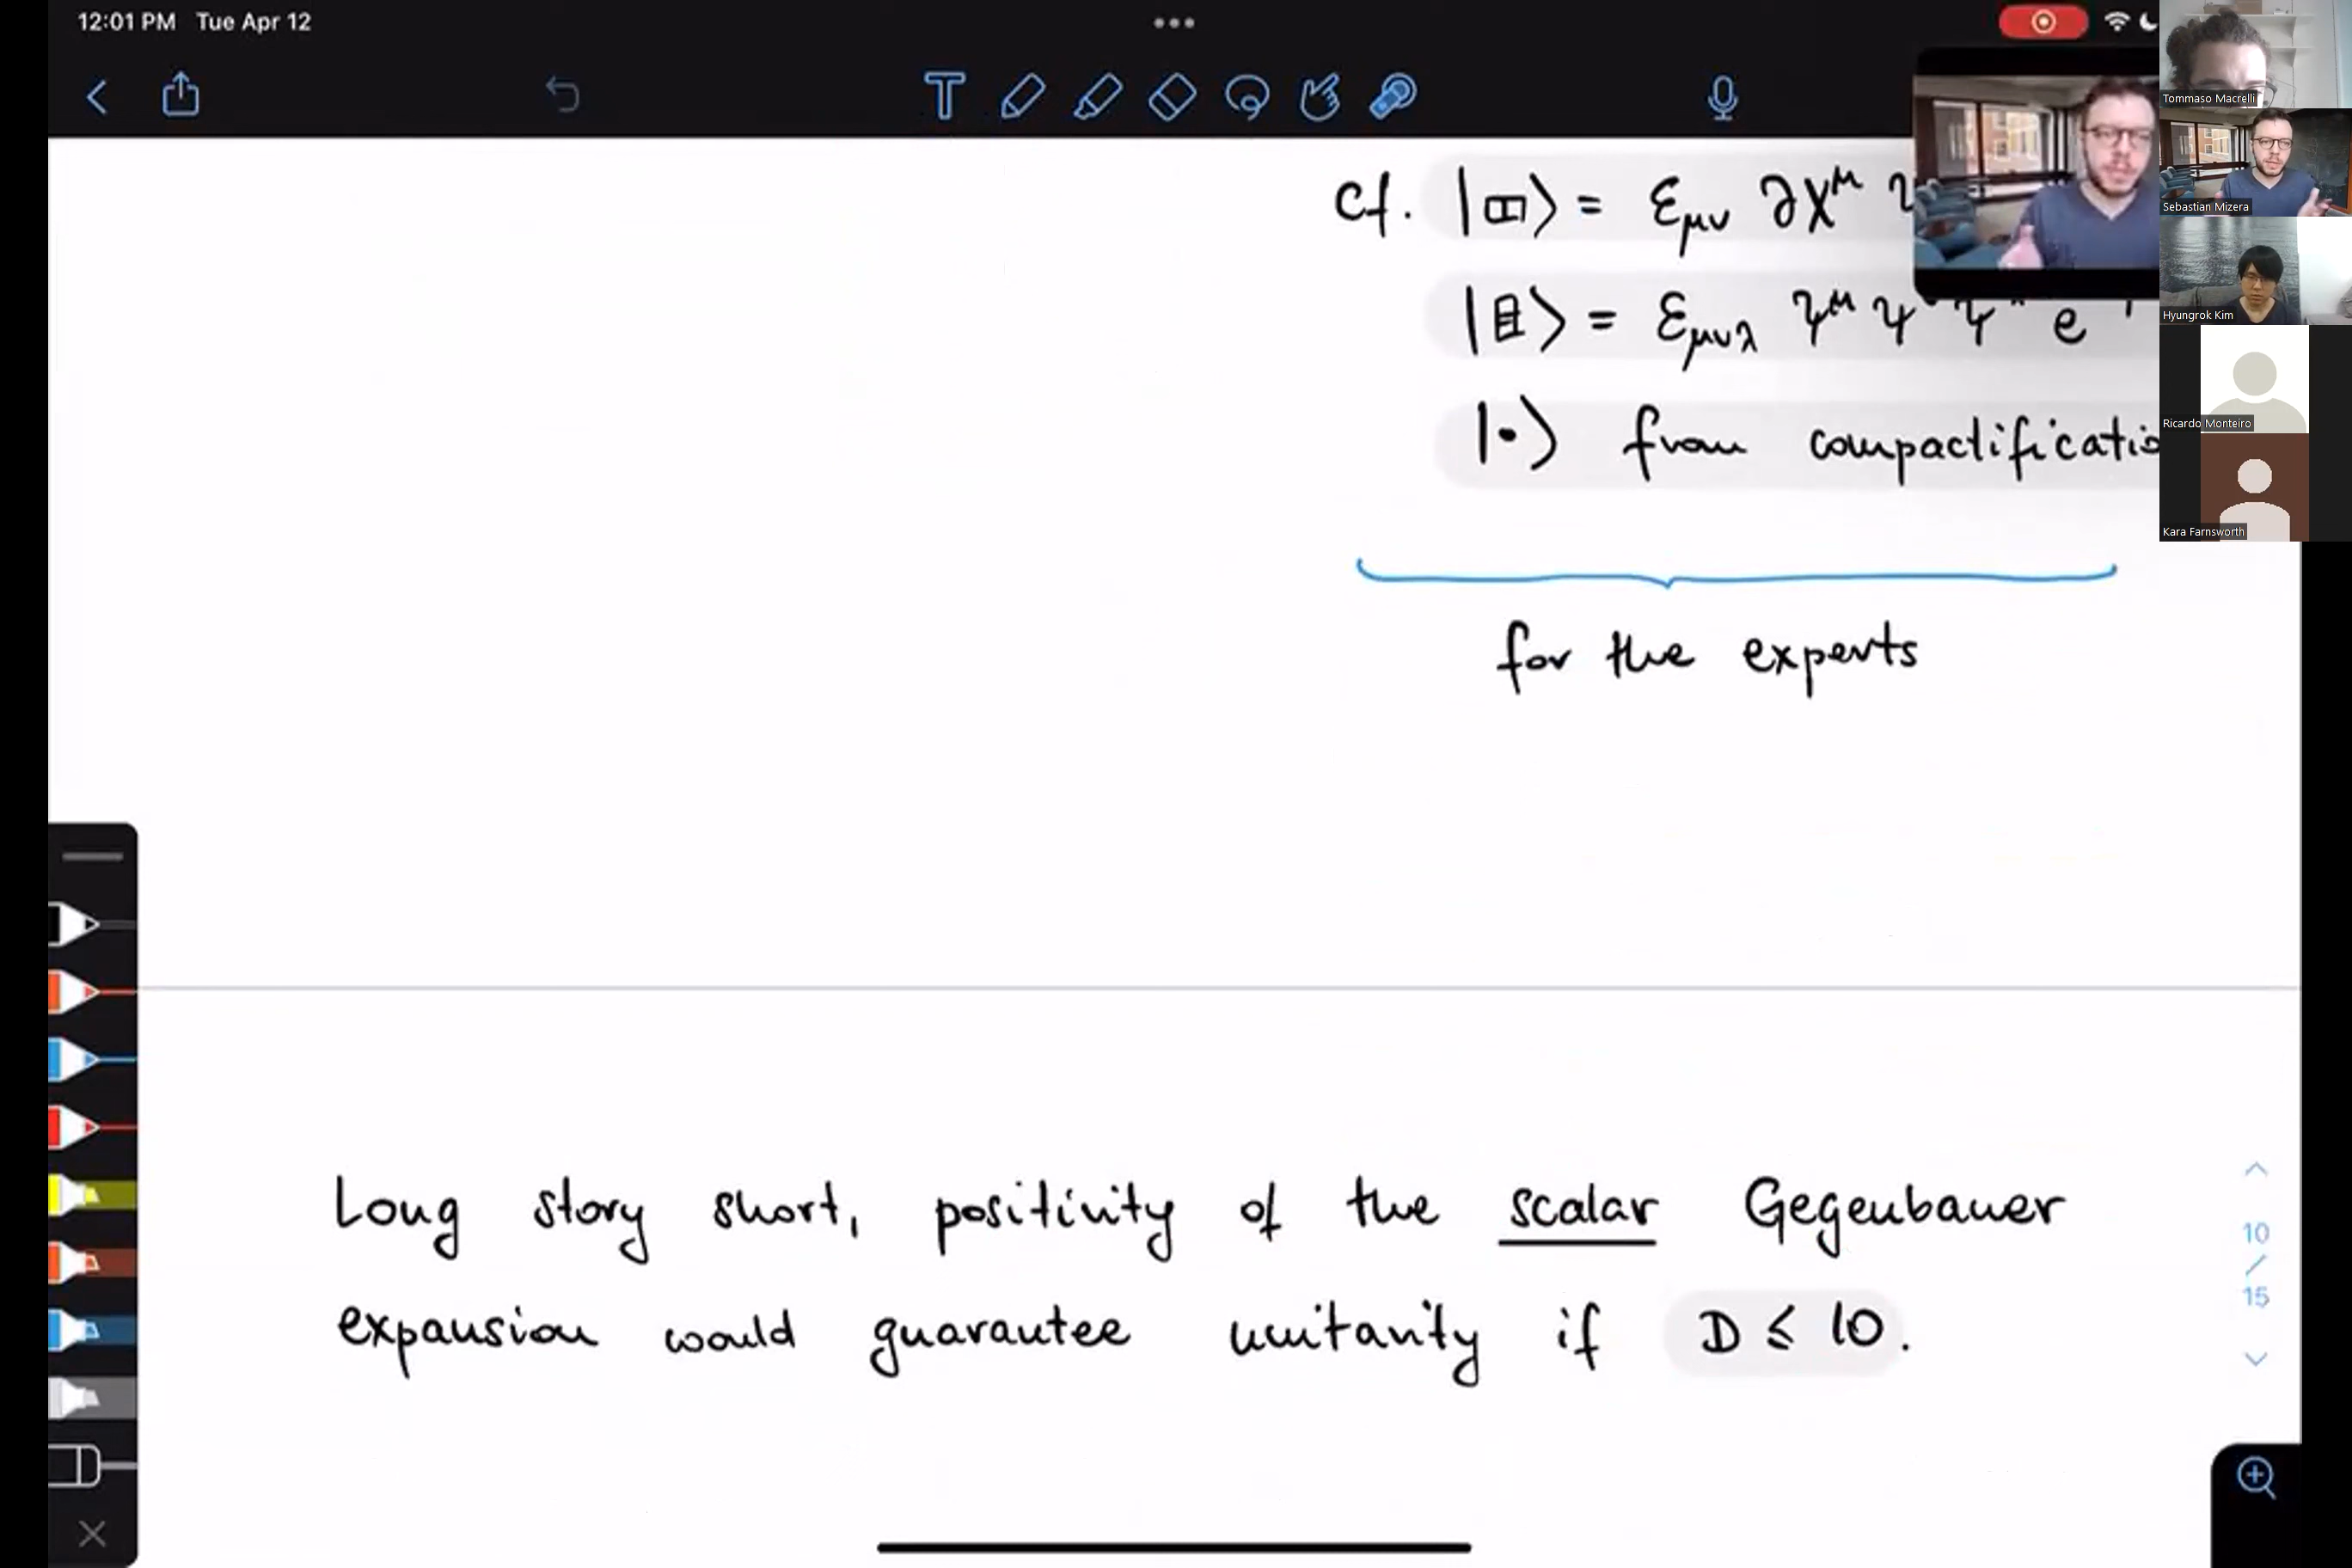 12:01 PM Tue Apr 12
Cf. |□□⟩ = ε_μν ∂X^μ
| ⟩ = ε_μνλ ψ^μ ψ ψ e
|•⟩ from compactificatio
for the experts
Long story short, positivity of the scalar Gegenbauer
expansion would guarantee unitarity if D ≤ 10.
10
/
15
Tommaso Macrelli
Sebastian Mizera
Hyungrok Kim
Ricardo Monteiro
Kara Farnsworth